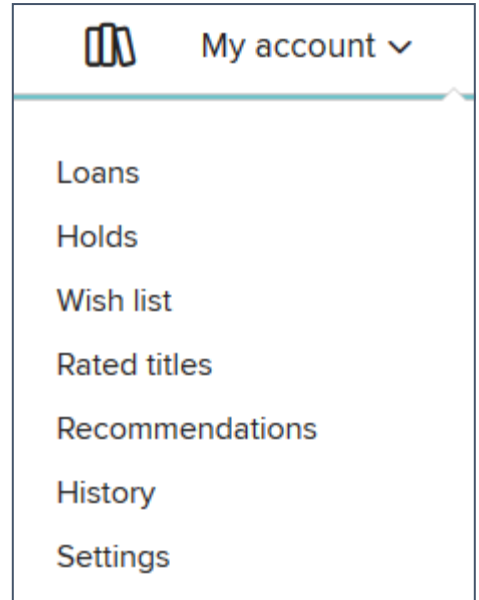 My account
Loans
Holds
Wish list
Rated titles
Recommendations
History
Settings